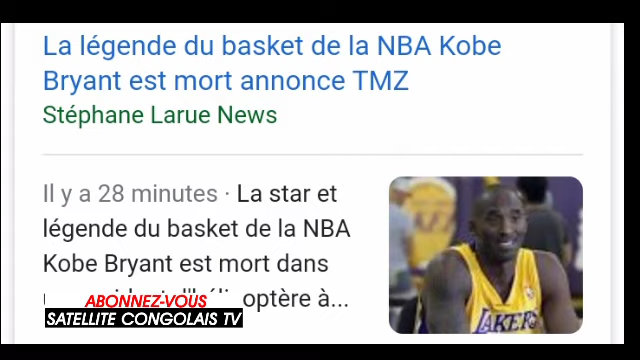 La légende du basket de la NBA Kobe
Bryant est mort annonce TMZ
Stéphane Larue News
Il y a 28 minutes · La star et
légende du basket de la NBA
Kobe Bryant est mort dans
optère à...
ABONNEZ-VOUS
SATELLITE CONGOLAIS TV
LAKERS